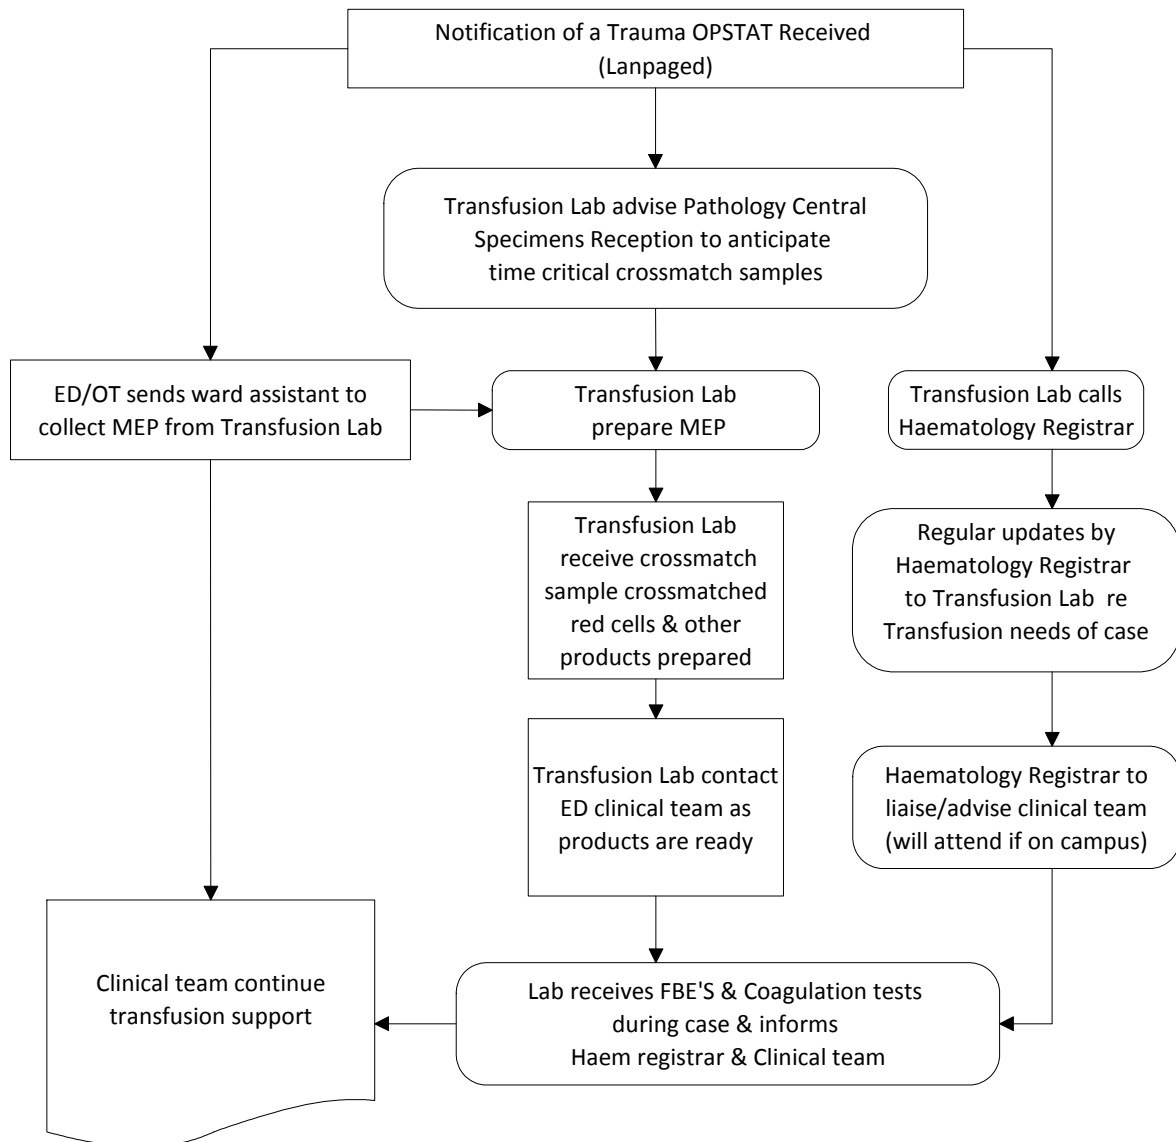 Notification of a Trauma OPSTAT Received
(Lanpaged)
Transfusion Lab advise Pathology Central
Specimens Reception to anticipate
time critical crossmatch samples
ED/OT sends ward assistant to
collect MEP from Transfusion Lab
Transfusion Lab
prepare MEP
Transfusion Lab calls
Haematology Registrar
Transfusion Lab
receive crossmatch
sample crossmatched
red cells & other
products prepared
Regular updates by
Haematology Registrar
to Transfusion Lab  re
Transfusion needs of case
Transfusion Lab contact
ED clinical team as
products are ready
Haematology Registrar to
liaise/advise clinical team
(will attend if on campus)
Clinical team continue
transfusion support
Lab receives FBE'S & Coagulation tests
during case & informs
Haem registrar & Clinical team